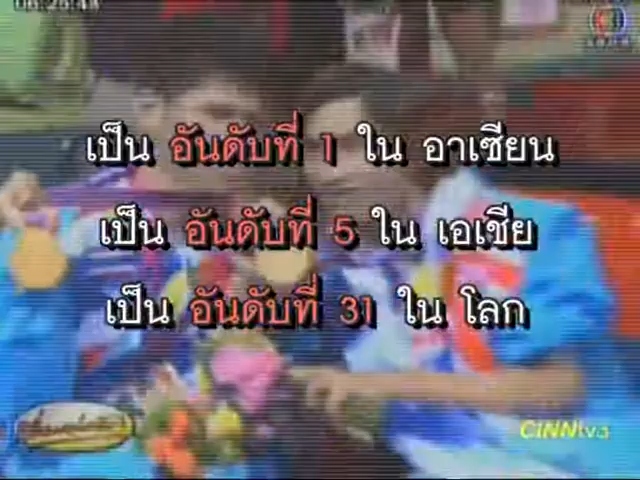 เป็น อันดับที่ 1 ใน อาเซียน
เป็น อันดับที่ 5 ใน เอเชีย
เป็น อันดับที่ 31 ใน โลก
CINNtv3